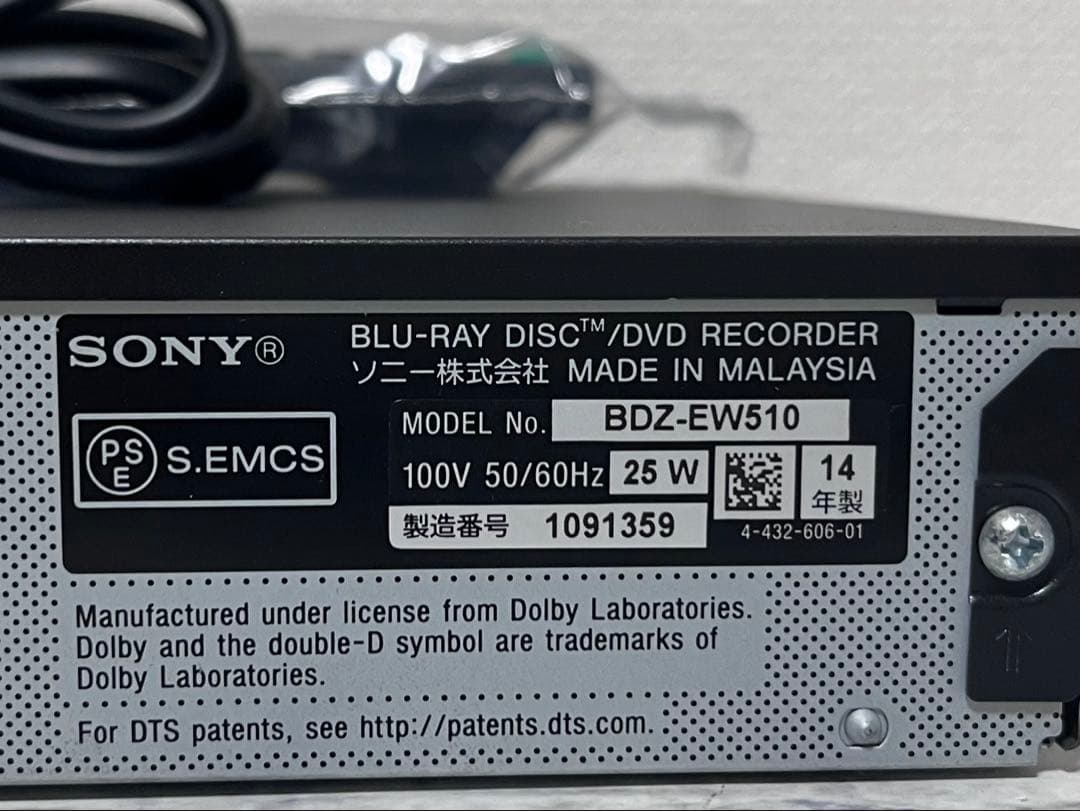 SONY®
BLU-RAY DISC™/DVD RECORDER
ソニー株式会社 MADE IN MALAYSIA
PSE S.EMCS
MODEL No. BDZ-EW510
100V 50/60Hz 25 W
14
年製
製造番号 1091359
4-432-606-01
Manufactured under license from Dolby Laboratories.
Dolby and the double-D symbol are trademarks of
Dolby Laboratories.
For DTS patents, see http://patents.dts.com.